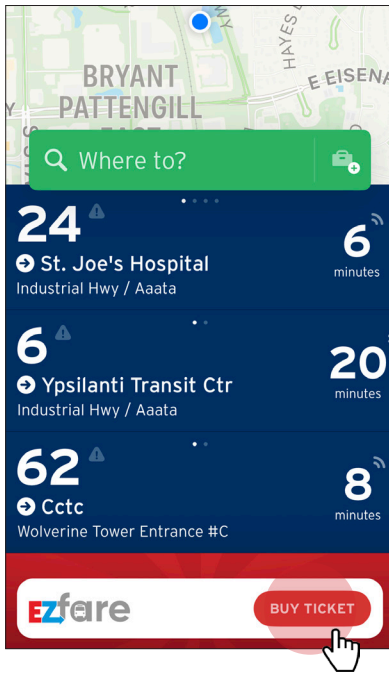 HAYES D
BRYANT
PATTENGILL
E EISENH
Where to?
24
St. Joe's Hospital
Industrial Hwy / Aaata
6
minutes
6
Ypsilanti Transit Ctr
Industrial Hwy / Aaata
20
minutes
62
Cctc
Wolverine Tower Entrance #C
8
minutes
EZfare
BUY TICKET